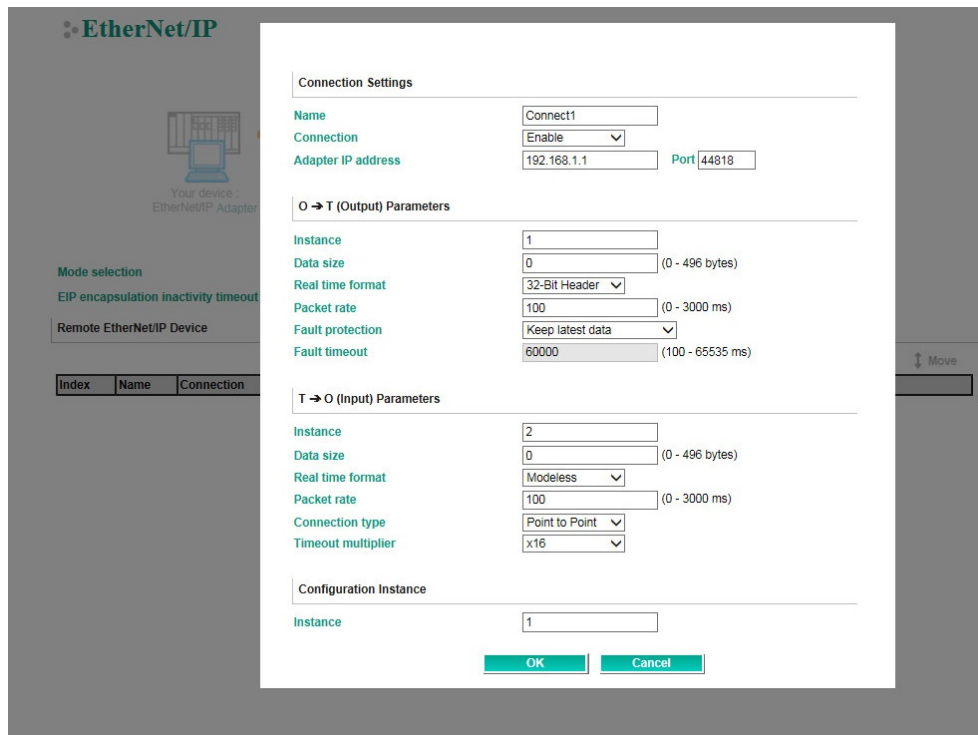 EtherNet/IP
Your device :
EtherNet/IP Adapter
Mode selection
EIP encapsulation inactivity timeout
Remote EtherNet/IP Device
Move
Index Name Connection
Connection Settings
Name Connect1
Connection Enable
Adapter IP address 192.168.1.1 Port 44818
O ➔ T (Output) Parameters
Instance 1
Data size 0 (0 - 496 bytes)
Real time format 32-Bit Header
Packet rate 100 (0 - 3000 ms)
Fault protection Keep latest data
Fault timeout 60000 (100 - 65535 ms)
T ➔ O (Input) Parameters
Instance 2
Data size 0 (0 - 496 bytes)
Real time format Modeless
Packet rate 100 (0 - 3000 ms)
Connection type Point to Point
Timeout multiplier x16
Configuration Instance
Instance 1
OK Cancel